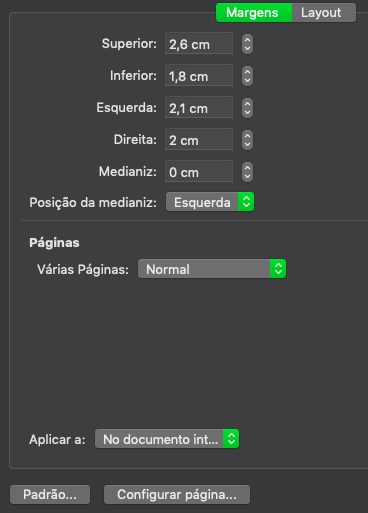 Margens Layout
Superior: 2,6 cm
Inferior: 1,8 cm
Esquerda: 2,1 cm
Direita: 2 cm
Medianiz: 0 cm
Posição da medianiz: Esquerda
Páginas
Várias Páginas: Normal
Aplicar a: No documento int...
Padrão... Configurar página...